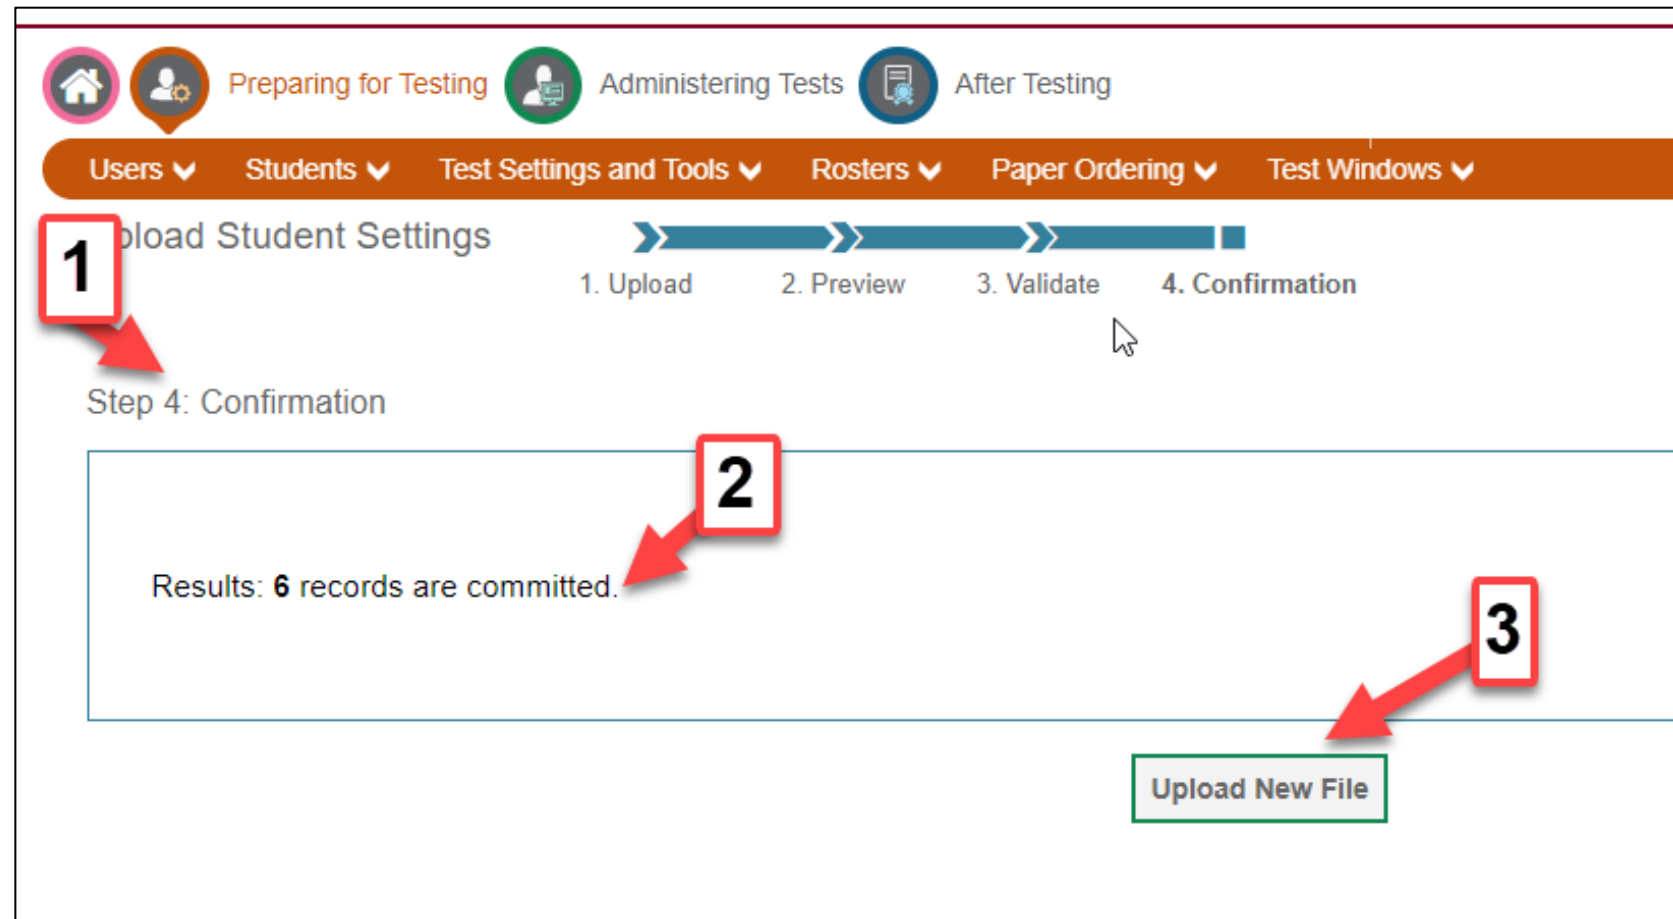 Preparing for Testing Administering Tests After Testing
Users Students Test Settings and Tools Rosters Paper Ordering Test Windows
1
pload Student Settings
1. Upload 2. Preview 3. Validate 4. Confirmation
Step 4: Confirmation
2
Results: 6 records are committed.
3
Upload New File